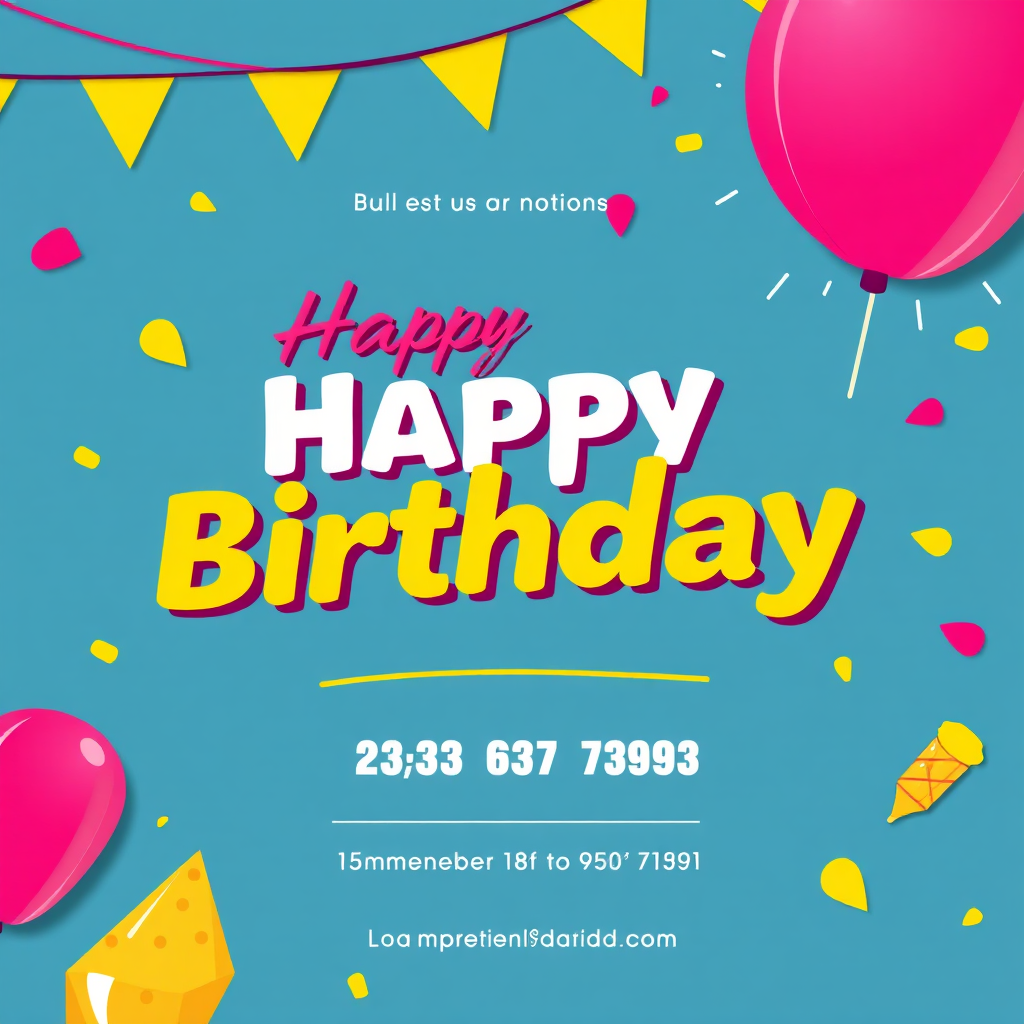 Bull est us ar notions
Happy
HAPPY
Birthday
23;33 637 73993
15mmeneber 18f to 950' 71991
Loa mpretienl⸹daridd.com